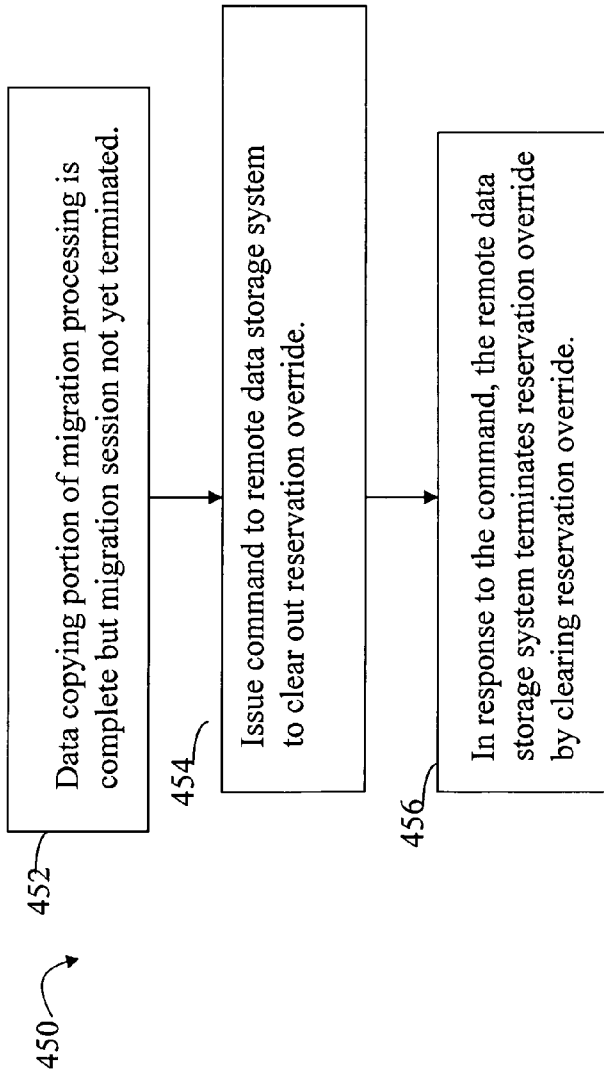 450
452
Data copying portion of migration processing is
complete but migration session not yet terminated.
454
Issue command to remote data storage system
to clear out reservation override.
456
In response to the command, the remote data
storage system terminates reservation override
by clearing reservation override.